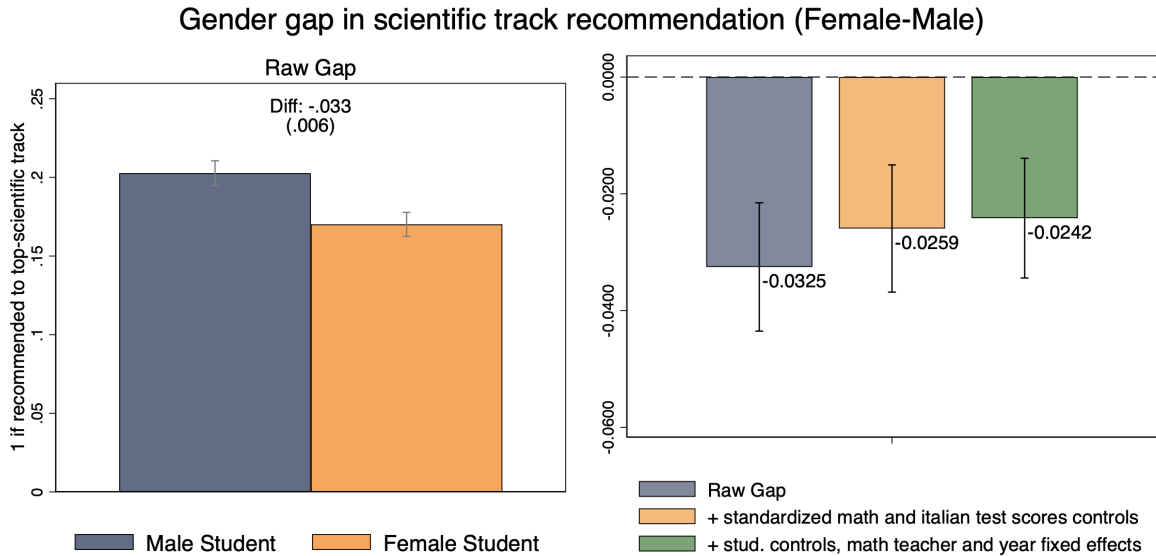 Gender gap in scientific track recommendation (Female-Male)
Raw Gap
Diff: -.033
(.006)
1 if recommended to top-scientific track
.25
.2
.15
.1
.05
0
Male Student
Female Student
0.0000
-0.0200
-0.0400
-0.0600
-0.0325
-0.0259
-0.0242
Raw Gap
+ standardized math and italian test scores controls
+ stud. controls, math teacher and year fixed effects